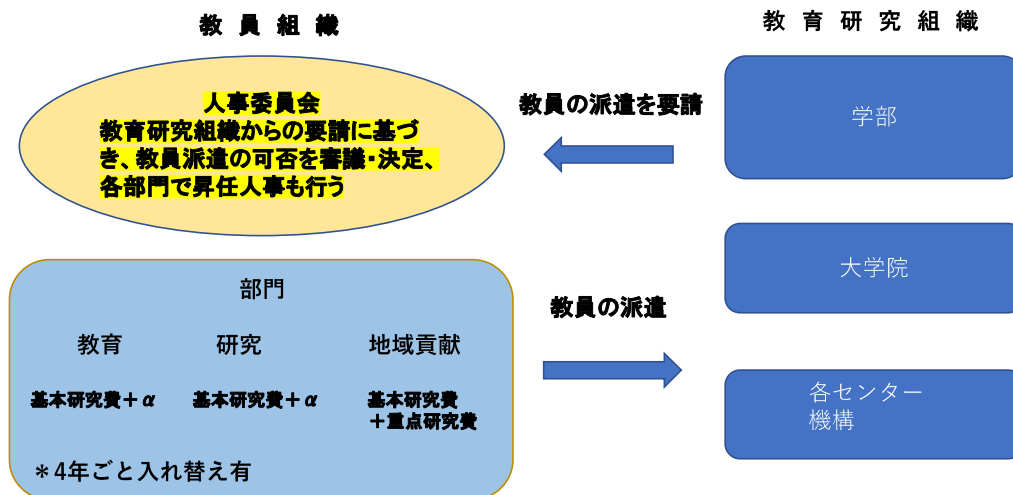 教員組織
人事委員会
教育研究組織からの要請に基づ
き、教員派遣の可否を審議・決定、
各部門で昇任人事も行う
部門
教育
研究
地域貢献
基本研究費+α
基本研究費+α
基本研究費
+重点研究費
*4年ごと入れ替え有
教員の派遣を要請
教員の派遣
教育研究組織
学部
大学院
各センター
機構